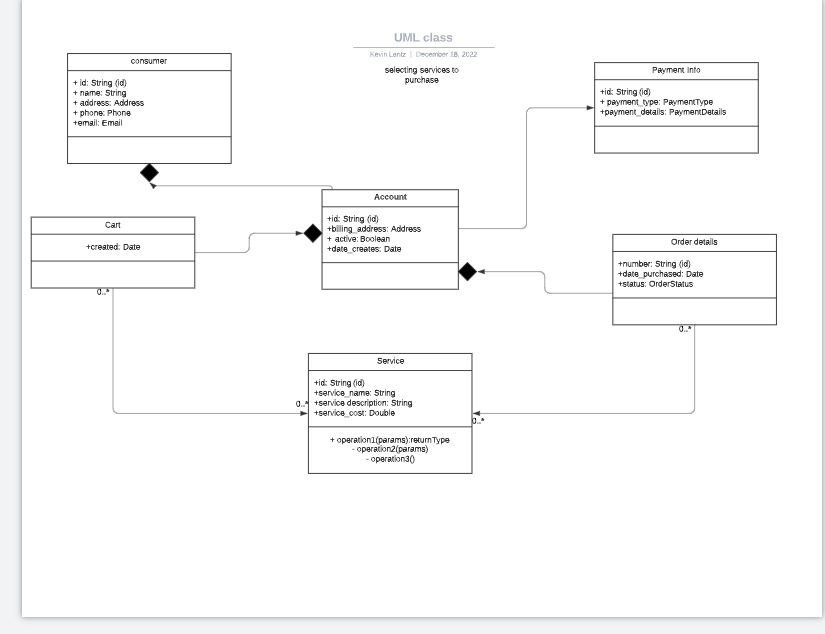 UML class
Kevin Lantz | December 18, 2022
selecting services to
purchase
consumer
+ id: String (id)
+ name: String
+ address: Address
+ phone: Phone
+email: Email
Payment Info
+id: String (id)
+ payment_type: PaymentType
+payment_details: PaymentDetails
Account
+id: String (id)
+billing_address: Address
+ active: Boolean
+date_creates: Date
Cart
+created: Date
0..*
Order details
+number: String (id)
+date_purchased: Date
+status: OrderStatus
0..*
Service
+id: String (id)
+service_name: String
+service description: String
+service_cost: Double
0..*
0..*
+ operation1(params):returnType
- operation2(params)
- operation3()